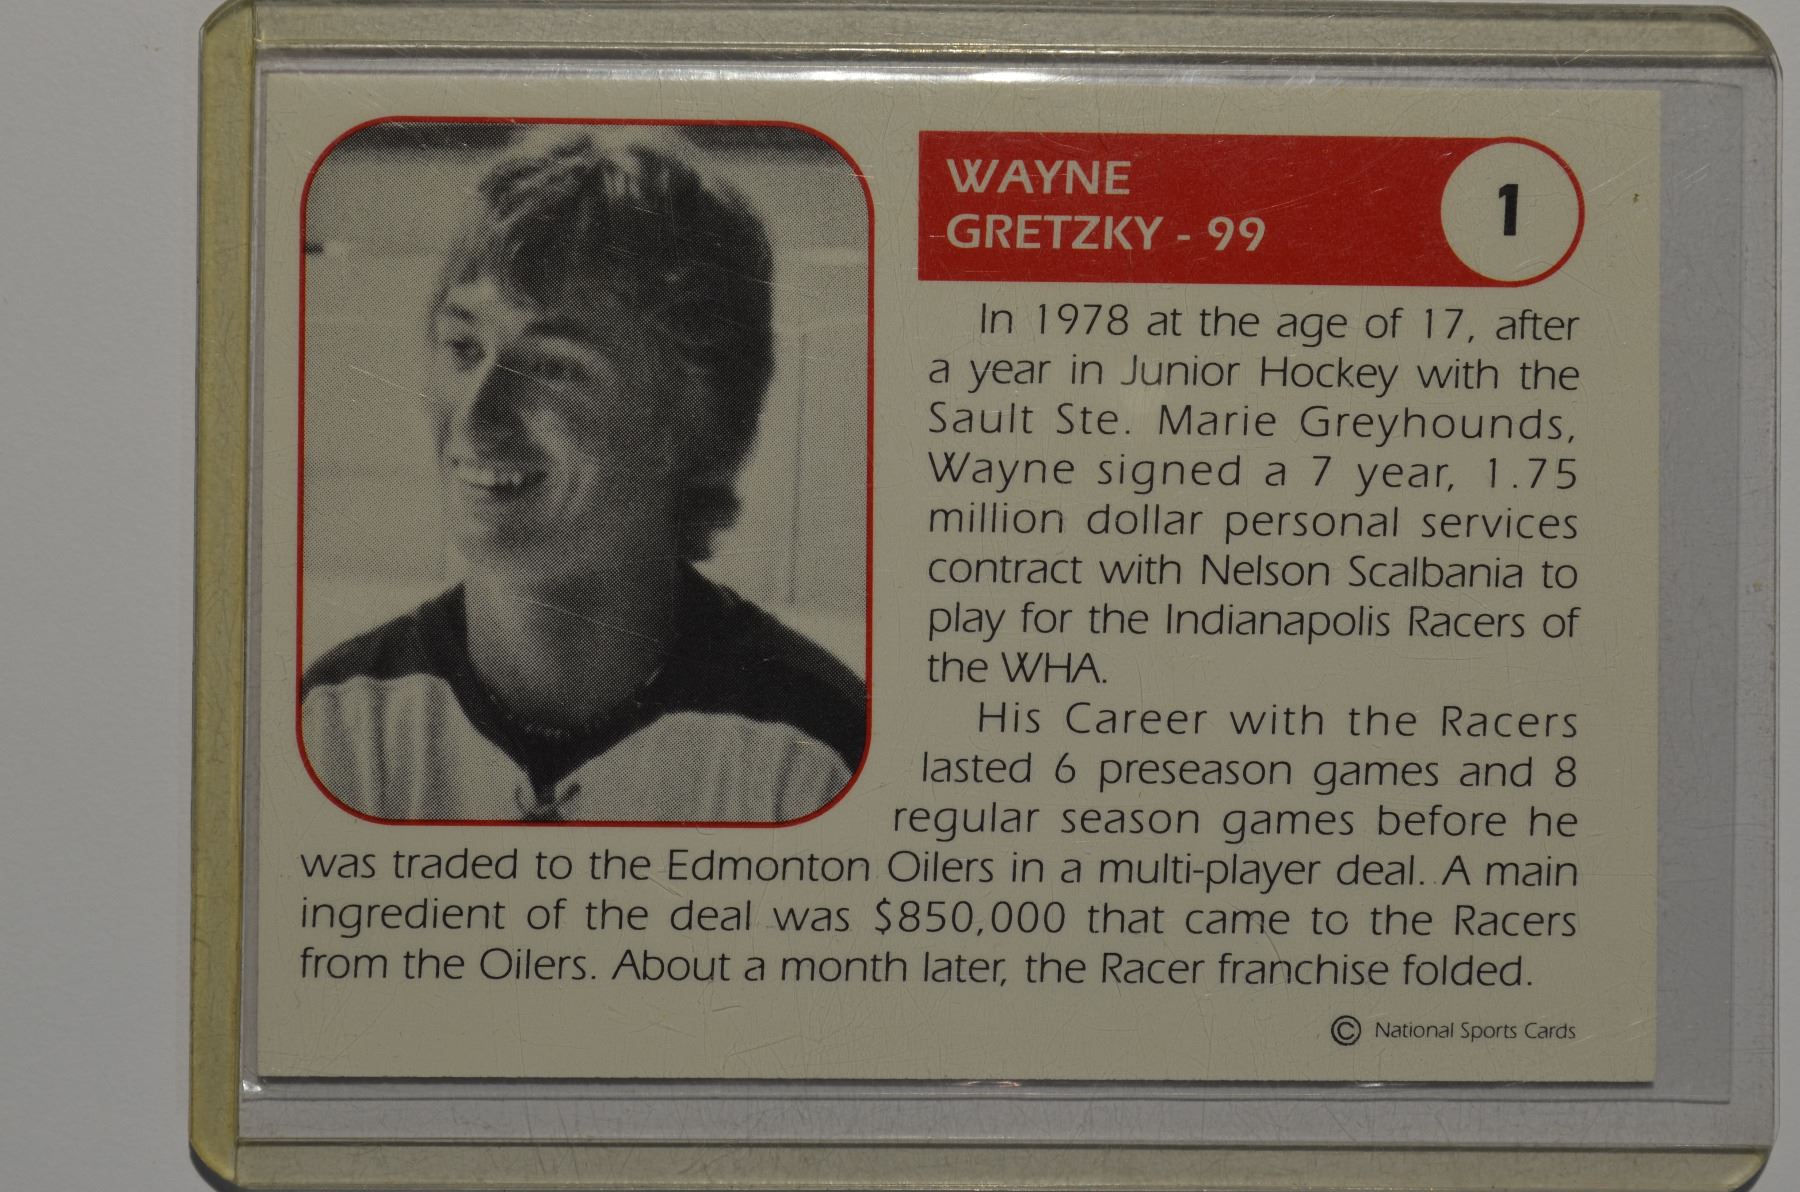 WAYNE
GRETZKY - 99
1
In 1978 at the age of 17, after
a year in Junior Hockey with the
Sault Ste. Marie Greyhounds,
Wayne signed a 7 year, 1.75
million dollar personal services
contract with Nelson Scalbania to
play for the Indianapolis Racers of
the WHA.
His Career with the Racers
lasted 6 preseason games and 8
regular season games before he
was traded to the Edmonton Oilers in a multi-player deal. A main
ingredient of the deal was $850,000 that came to the Racers
from the Oilers. About a month later, the Racer franchise folded.
© National Sports Cards